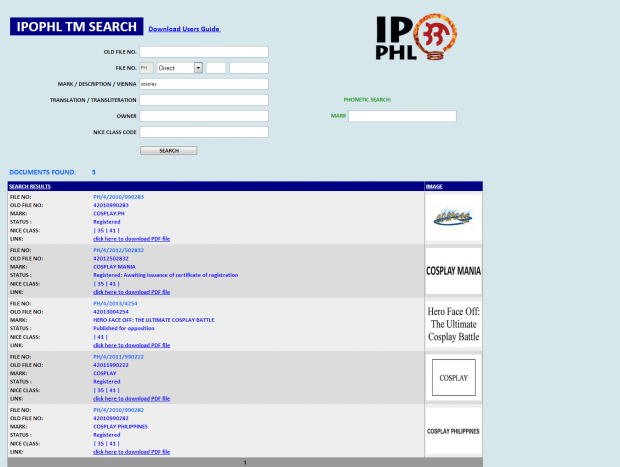 IPOPHL TM SEARCH Download Users Guide
IP
PHL
OLD FILE NO.
FILE NO. PH Direct
MARK / DESCRIPTION / VIENNA cosplay
TRANSLATION / TRANSLITERATION PHONETIC SEARCH:
OWNER MARK
NICE CLASS CODE
SEARCH
DOCUMENTS FOUND: 5
SEARCH RESULTS IMAGE
FILE NO: PH/4/2010/990283
OLD FILE NO: 42010990283
MARK: COSPLAY.PH
STATUS : Registered
NICE CLASS: | 35 | 41 |
LINK: click here to download PDF file
FILE NO: PH/4/2012/502832
OLD FILE NO: 42012502832
MARK: COSPLAY MANIA
STATUS : Registered: Awaiting issuance of certificate of registration
NICE CLASS: | 35 | 41 |
LINK: click here to download PDF file
COSPLAY MANIA
FILE NO: PH/4/2013/4254
OLD FILE NO: 42013004254
MARK: HERO FACE OFF: THE ULTIMATE COSPLAY BATTLE
STATUS : Published for opposition
NICE CLASS: | 41 |
LINK: click here to download PDF file
Hero Face Off:
The Ultimate
Cosplay Battle
FILE NO: PH/4/2011/990222
OLD FILE NO: 42011990222
MARK: COSPLAY
STATUS : Registered
NICE CLASS: | 35 | 41 |
LINK: click here to download PDF file
COSPLAY
FILE NO: PH/4/2010/990282
OLD FILE NO: 42010990282
MARK: COSPLAY PHILIPPINES
STATUS : Registered
NICE CLASS: | 35 | 41 |
LINK: click here to download PDF file
COSPLAY PHILIPPINES
1